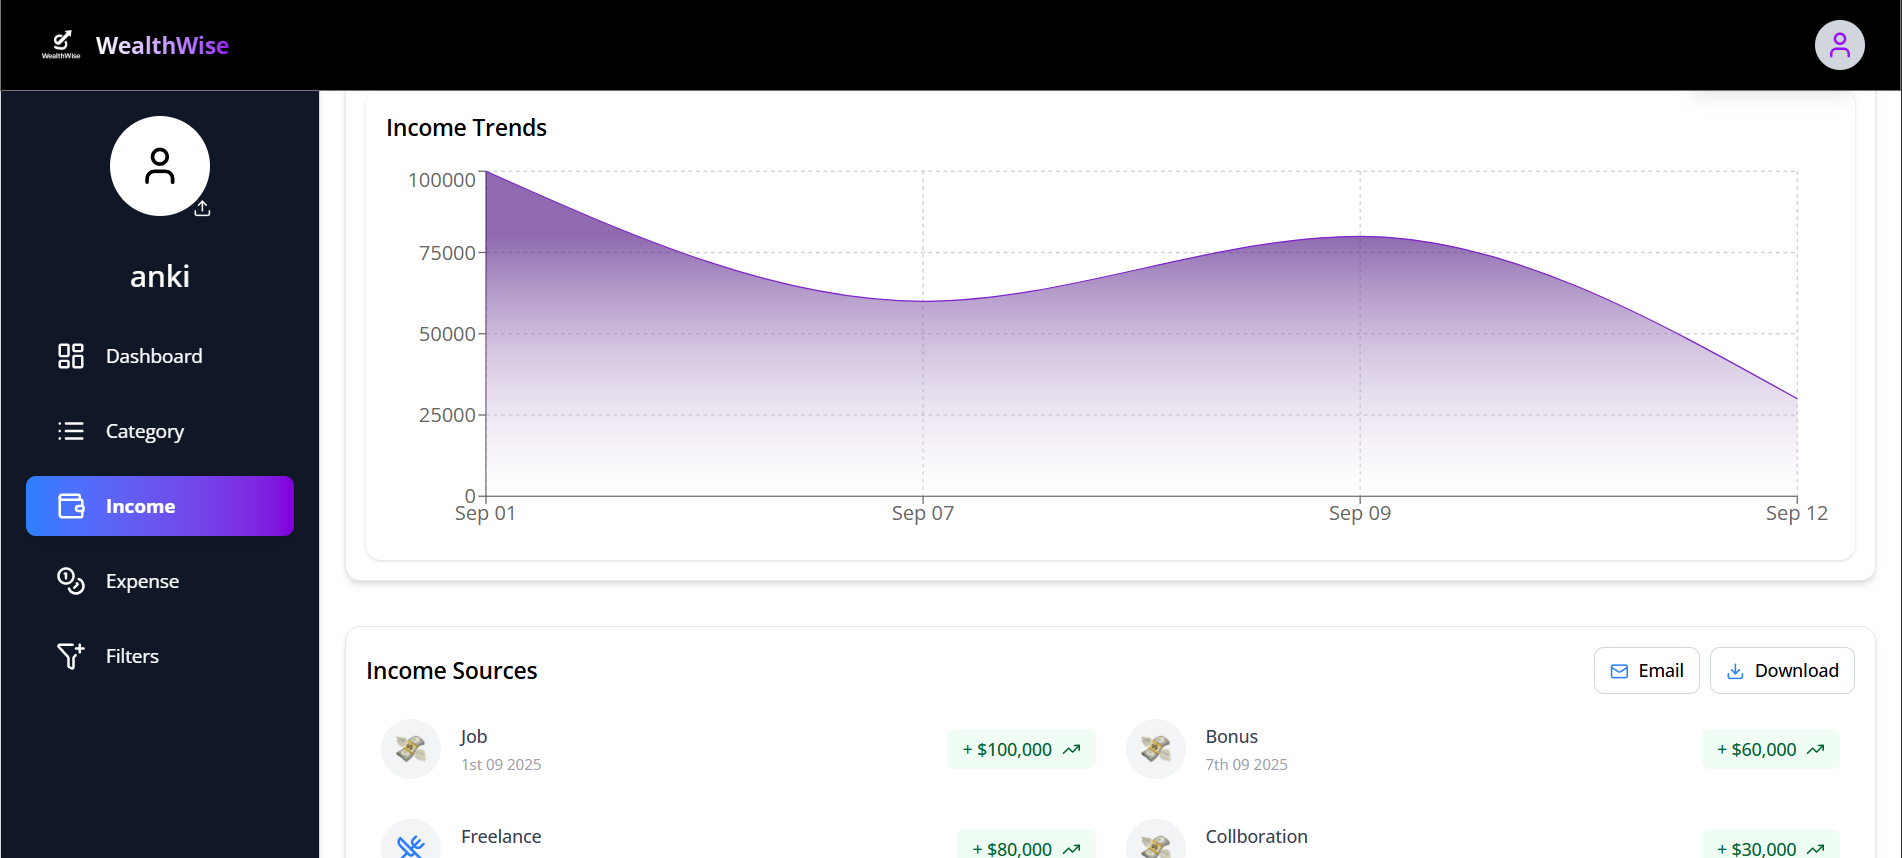 WealthWise
WealthWise
anki
Dashboard
Category
Income
Expense
Filters
Income Trends
100000
75000
50000
25000
0
Sep 01
Sep 07
Sep 09
Sep 12
Income Sources
Email
Download
Job
1st 09 2025
+ $100,000
Bonus
7th 09 2025
+ $60,000
Freelance
+ $80,000
Collboration
+ $30,000